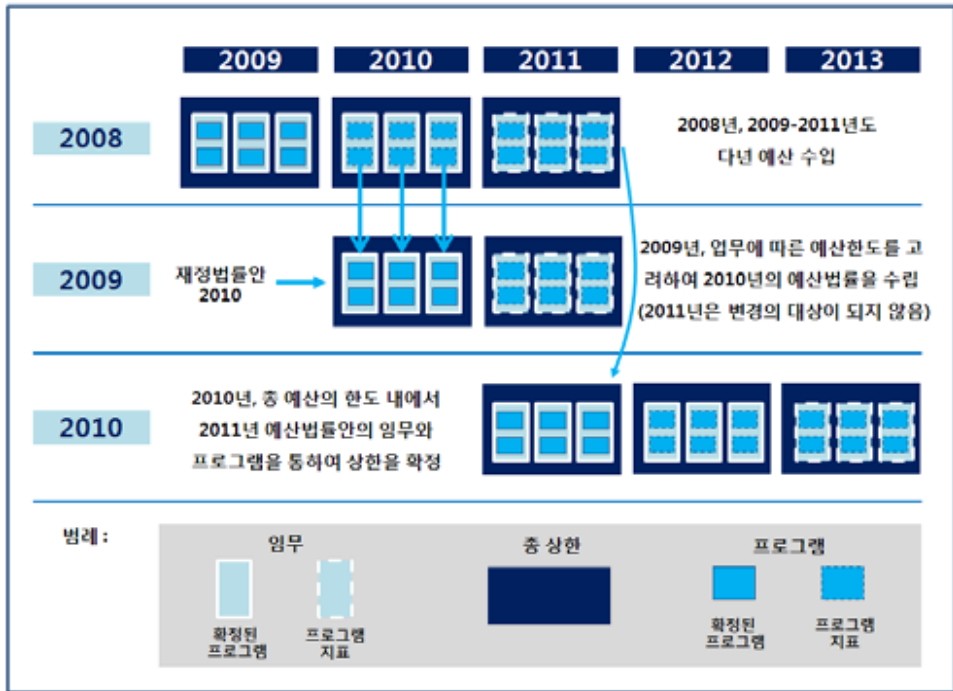 2009 2010 2011 2012 2013
2008
2008년, 2009-2011년도
다년 예산 수입
2009
재정법률안
2010
2009년, 업무에 따른 예산한도를 고
려하여 2010년의 예산법률을 수립
(2011년은 변경의 대상이 되지 않음)
2010
2010년, 총 예산의 한도 내에서
2011년 예산법률안의 임무와
프로그램을 통하여 상한을 확정
범례 :
임무 총 상한 프로그램
확정된
프로그램
프로그램
지표
확정된
프로그램
프로그램
지표